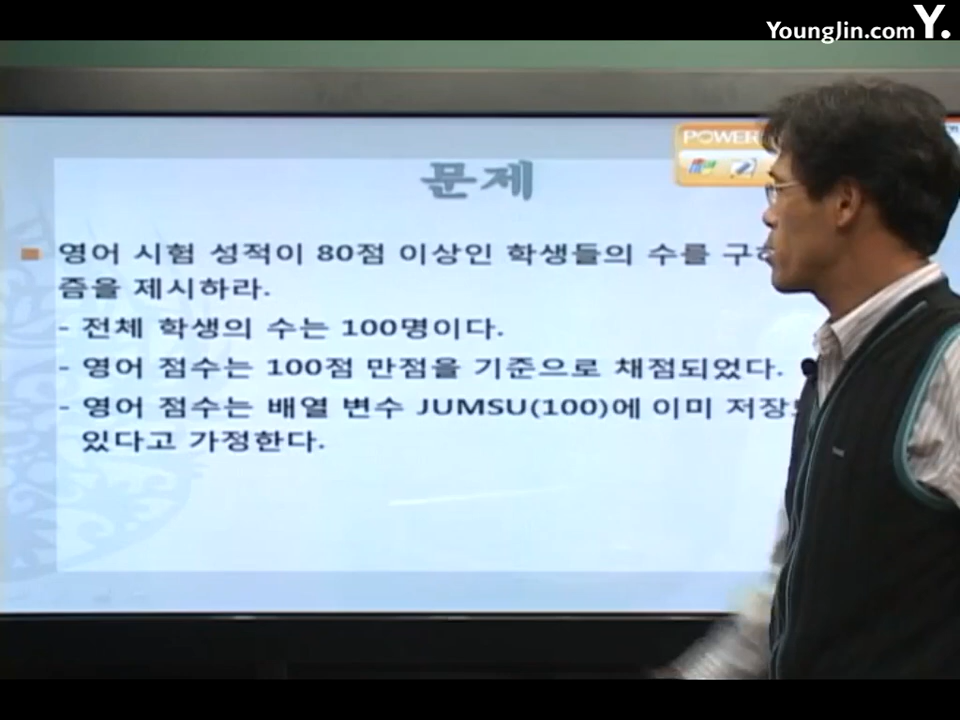 YoungJin.com Y.
POWER
문제
영어 시험 성적이 80점 이상인 학생들의 수를
즘을 제시하라.
- 전체 학생의 수는 100명이다.
- 영어 점수는 100점 만점을 기준으로 채점되었다.
- 영어 점수는 배열 변수 JUMSU(100)에 이미
있다고 가정한다.